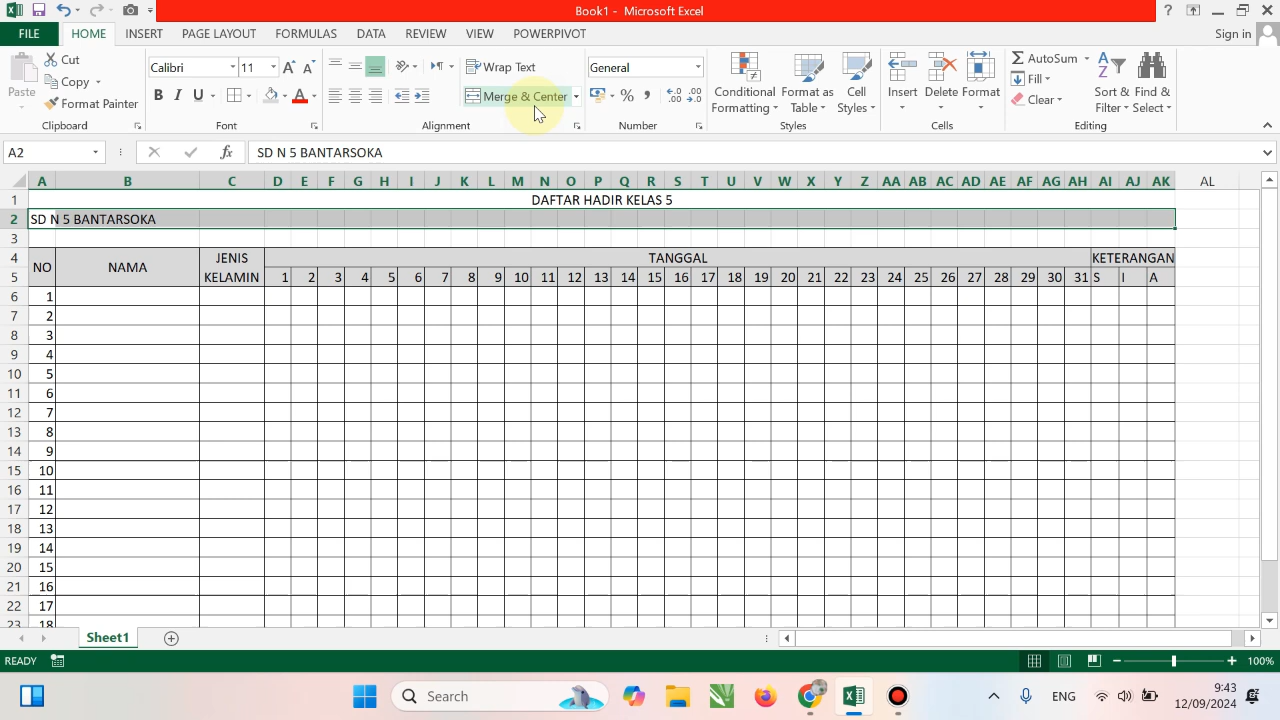 Book1 - Microsoft Excel
? 
Sign in
FILE HOME INSERT PAGE LAYOUT FORMULAS DATA REVIEW VIEW POWERPIVOT
Paste
Cut
Copy
Format Painter
Clipboard
Calibri 11
B I U A
Font
Wrap Text
Merge & Center
Alignment
General
%
Number
Conditional Formatting
Format as Table
Cell Styles
Styles
Insert Delete Format
Cells
AutoSum
Fill
Clear
Sort & Filter
Find & Select
Editing
A2 fx SD N 5 BANTARSOKA
A B C D E F G H I J K L M N O P Q R S T U V W X Y Z AA AB AC AD AE AF AG AH AI AJ AK AL
1 DAFTAR HADIR KELAS 5
2 SD N 5 BANTARSOKA
3
4 NO NAMA JENIS TANGGAL KETERANGAN
5 KELAMIN 1 2 3 4 5 6 7 8 9 10 11 12 13 14 15 16 17 18 19 20 21 22 23 24 25 26 27 28 29 30 31 S I A
6 1
7 2
8 3
9 4
10 5
11 6
12 7
13 8
14 9
15 10
16 11
17 12
18 13
19 14
20 15
21 16
22 17
23 18
Sheet1
READY 100%
Search
ENG
9:43
12/09/2024